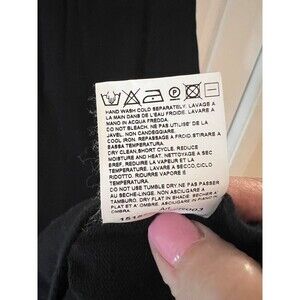 HAND WASH COLD SEPARATELY. LAVAGE A
LA MAIN DANS DE L'EAU FROIDE. LAVARE A
MANO IN ACQUA FREDDA.
DO NOT BLEACH. NE PAS UTILISE DE LA
JAVEL. NON CANDEGGIARE.
COOL IRON. REPASSAGE A FROID. STIRARE A
BASSA TEMPERATURA.
DRY CLEAN, SHORT CYCLE. REDUCE
MOISTURE AND HEAT. NETTOYAGE A SEC
BREF, REDUIRE LA VAPEUR ET LA
TEMPERATURE. LAVARE A SECCO, CICLO
RIDOTTO, RIDURRE VAPORE E
TEMPERATURA.
DO NOT USE TUMBLE DRY. NE PAS PASSER
AU SECHE-LINGE. NON ASCIUGARE IN
TAMBURO. DRY FLAT IN SHADE. SECHER A
PLAT ET A' OMBRE. ASCIUGARE IN PIANO A
OMBRA